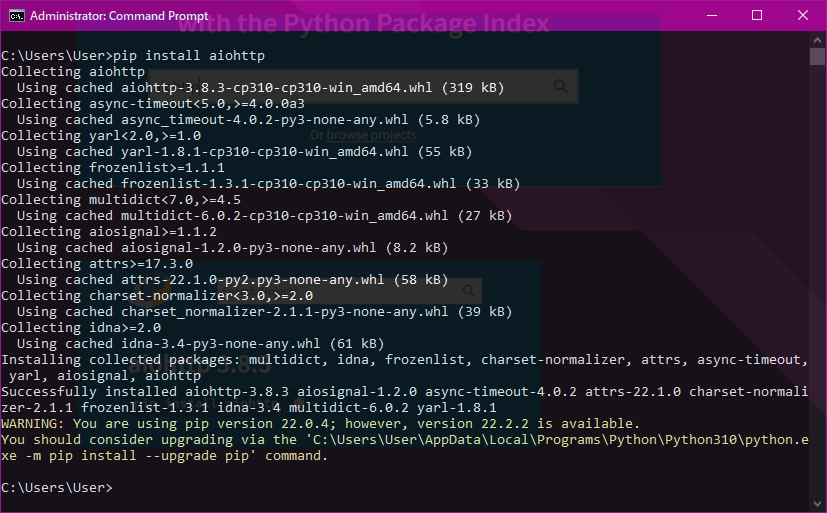 Administrator: Command Prompt
with the Python Package Index
C:\Users\User>pip install aiohttp
Collecting aiohttp
  Using cached aiohttp-3.8.3-cp310-cp310-win_amd64.whl (319 kB)
Collecting async-timeout<5.0,>=4.0.0a3
  Using cached async_timeout-4.0.2-py3-none-any.whl (5.8 kB)
Collecting yarl<2.0,>=1.0
Or browse projects
  Using cached yarl-1.8.1-cp310-cp310-win_amd64.whl (55 kB)
Collecting frozenlist>=1.1.1
  Using cached frozenlist-1.3.1-cp310-cp310-win_amd64.whl (33 kB)
Collecting multidict<7.0,>=4.5
  Using cached multidict-6.0.2-cp310-cp310-win_amd64.whl (27 kB)
Collecting aiosignal>=1.1.2
  Using cached aiosignal-1.2.0-py3-none-any.whl (8.2 kB)
Collecting attrs>=17.3.0
  Using cached attrs-22.1.0-py2.py3-none-any.whl (58 kB)
Collecting charset-normalizer<3.0,>=2.0
  Using cached charset_normalizer-2.1.1-py3-none-any.whl (39 kB)
Collecting idna>=2.0
  Using cached idna-3.4-py3-none-any.whl (61 kB)
Installing collected packages: multidict, idna, frozenlist, charset-normalizer, attrs, async-timeout,
aiohttp 3.8.3
 yarl, aiosignal, aiohttp
Successfully installed aiohttp-3.8.3 aiosignal-1.2.0 async-timeout-4.0.2 attrs-22.1.0 charset-normali
zer-2.1.1 frozenlist-1.3.1 idna-3.4 multidict-6.0.2 yarl-1.8.1
WARNING: You are using pip version 22.0.4; however, version 22.2.2 is available.
You should consider upgrading via the 'C:\Users\User\AppData\Local\Programs\Python\Python310\python.e
xe -m pip install --upgrade pip' command.
C:\Users\User>